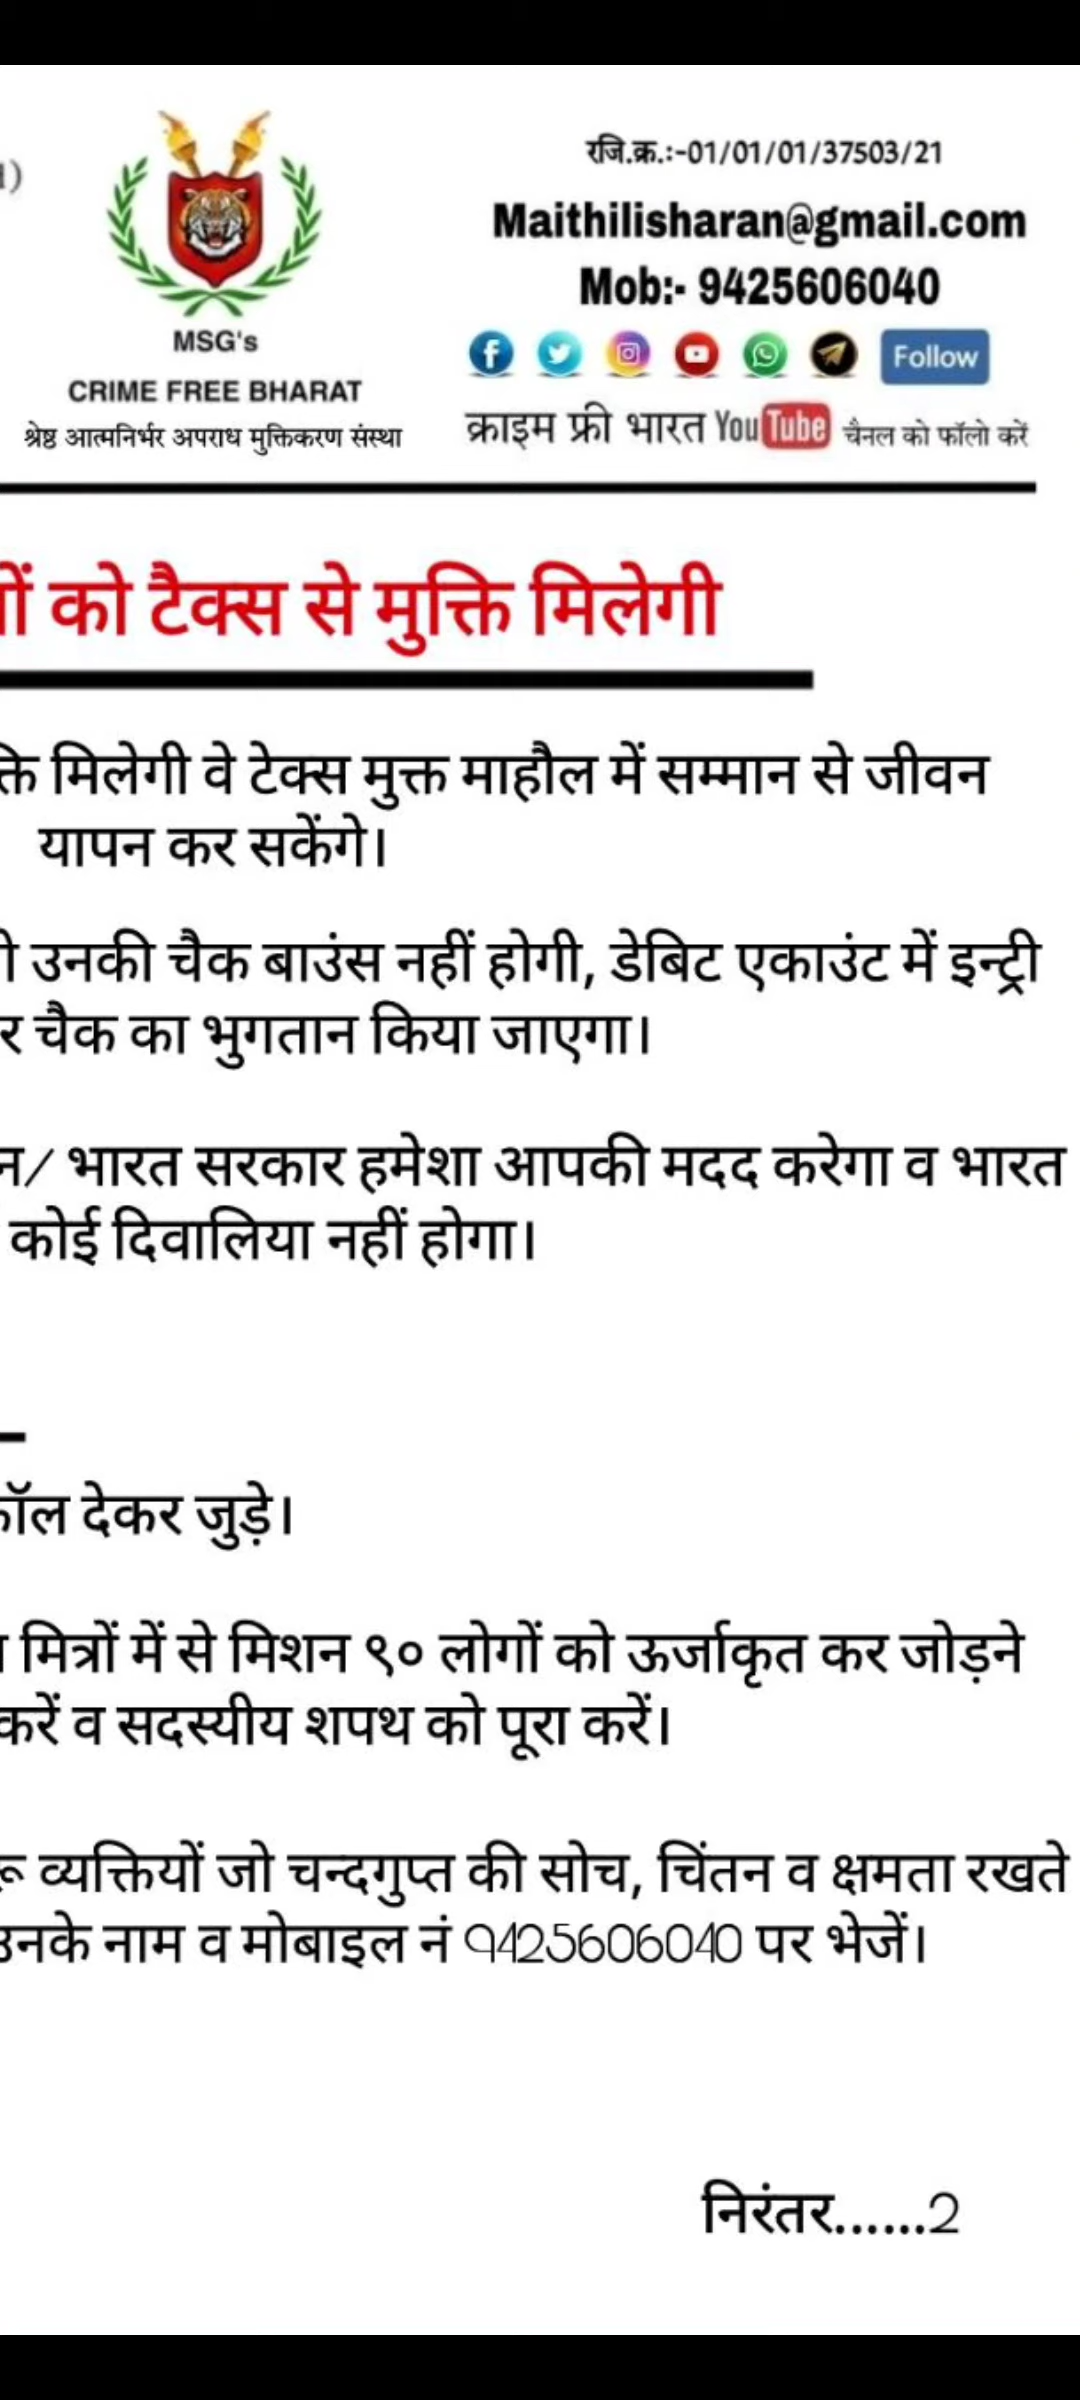 रजि.क्र.:-01/01/01/37503/21
Maithilisharan@gmail.com
Mob:- 9425606040
MSG's
CRIME FREE BHARAT
श्रेष्ठ आत्मनिर्भर अपराध मुक्तिकरण संस्था
Follow
क्राइम फ्री भारत YouTube चैनल को फॉलो करें
को टैक्स से मुक्ति मिलेगी
मिलेगी वे टेक्स मुक्त माहौल में सम्मान से जीवन
यापन कर सकेंगे।
उनकी चैक बाउंस नहीं होगी, डेबिट एकाउंट में इन्ट्री
चैक का भुगतान किया जाएगा।
भारत सरकार हमेशा आपकी मदद करेगा व भारत
कोई दिवालिया नहीं होगा।
देकर जुड़े।
मित्रों में से मिशन ९० लोगों को ऊर्जाकृत कर जोड़ने
करें व सदस्यीय शपथ को पूरा करें।
व्यक्तियों जो चन्दगुप्त की सोच, चिंतन व क्षमता रखते
उनके नाम व मोबाइल नं 9425606040 पर भेजें।
निरंतर......2